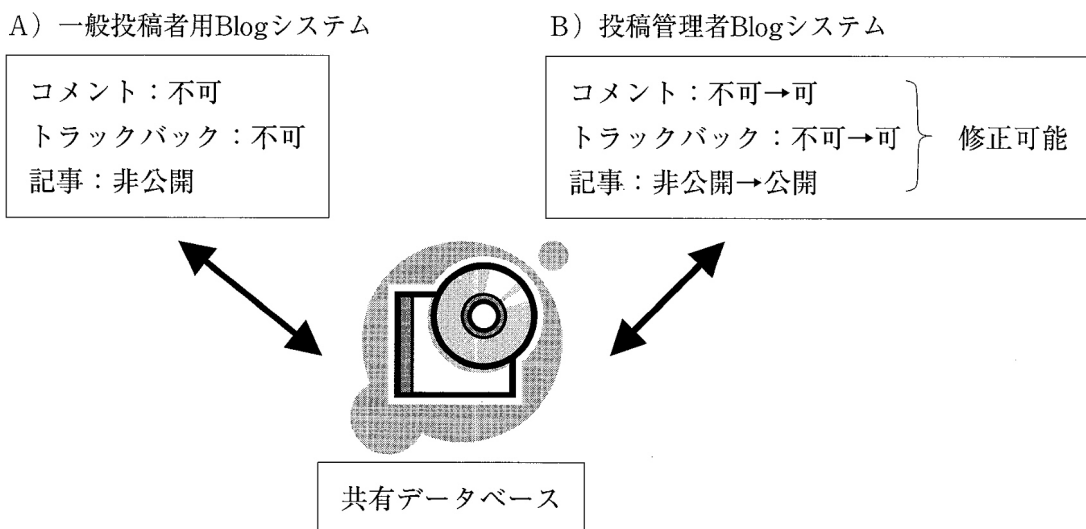 A）一般投稿者用Blogシステム
コメント：不可
トラックバック：不可
記事：非公開
B）投稿管理者Blogシステム
コメント：不可→可
トラックバック：不可→可
記事：非公開→公開
修正可能
共有データベース